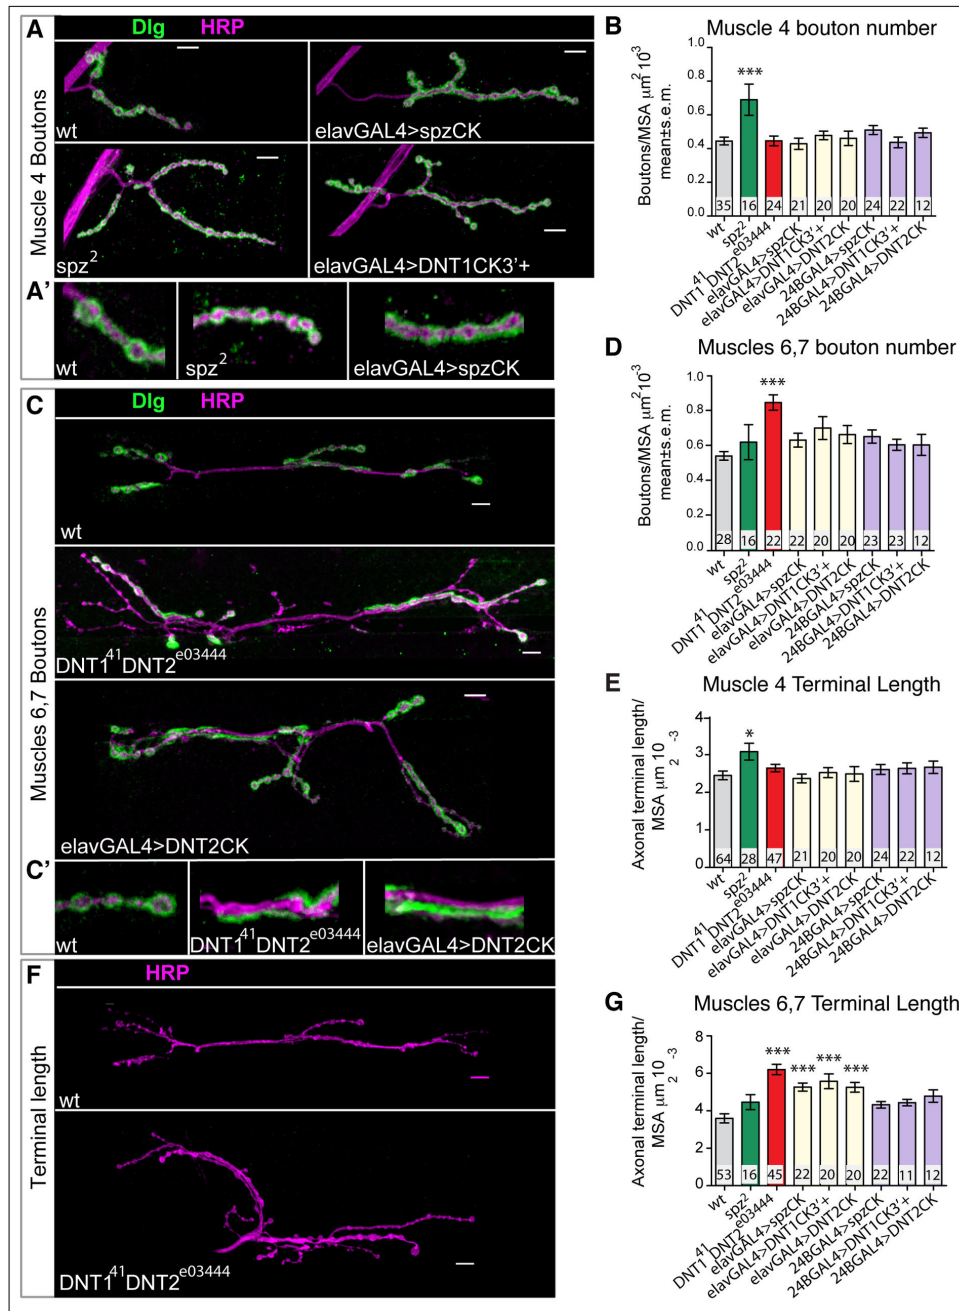 A
Dlg HRP
Muscle 4 Boutons
wt
elavGAL4>spzCK
spz²
elavGAL4>DNT1CK3'+
A'
wt
spz²
elavGAL4>spzCK
B
Muscle 4 bouton number
Boutons/MSA µm²10³
mean±s.e.m.
1.0
0.8
0.6
0.4
0.2
0.0
***
35 16 24 21 20 20 24 22 12
wt
spz²
DNT1⁴¹DNT2ᵉ⁰³⁴⁴⁴
elavGAL4>spzCK
elavGAL4>DNT1CK3'+
elavGAL4>DNT2CK
24BGAL4>spzCK
24BGAL4>DNT1CK3'+
24BGAL4>DNT2CK
C
Dlg HRP
Muscles 6,7 Boutons
wt
DNT1⁴¹DNT2ᵉ⁰³⁴⁴⁴
elavGAL4>DNT2CK
C'
wt
DNT1⁴¹DNT2ᵉ⁰³⁴⁴⁴
elavGAL4>DNT2CK
D
Muscles 6,7 bouton number
Boutons/MSA µm²10⁻³
mean±s.e.m.
1.0
0.8
0.6
0.4
0.2
0.0
***
28 16 22 22 20 20 23 23 12
wt
spz²
DNT1⁴¹DNT2ᵉ⁰³⁴⁴⁴
elavGAL4>spzCK
elavGAL4>DNT1CK3'+
elavGAL4>DNT2CK
24BGAL4>spzCK
24BGAL4>DNT1CK3'+
24BGAL4>DNT2CK
E
Muscle 4 Terminal Length
Axonal terminal length/
MSA µm₂10⁻³
4
3
2
1
0
*
64 28 47 21 20 20 24 22 12
wt
spz²
DNT1⁴¹DNT2ᵉ⁰³⁴⁴⁴
elavGAL4>spzCK
elavGAL4>DNT1CK3'+
elavGAL4>DNT2CK
24BGAL4>spzCK
24BGAL4>DNT1CK3'+
24BGAL4>DNT2CK
F
HRP
Terminal length
wt
DNT1⁴¹DNT2ᵉ⁰³⁴⁴⁴
G
Muscles 6,7 Terminal Length
Axonal terminal length/
MSA µm₂10⁻³
8
6
4
2
0
*** *** *** ***
53 16 45 22 20 20 22 11 12
wt
spz²
DNT1⁴¹DNT2ᵉ⁰³⁴⁴⁴
elavGAL4>spzCK
elavGAL4>DNT1CK3'+
elavGAL4>DNT2CK
24BGAL4>spzCK
24BGAL4>DNT1CK3'+
24BGAL4>DNT2CK